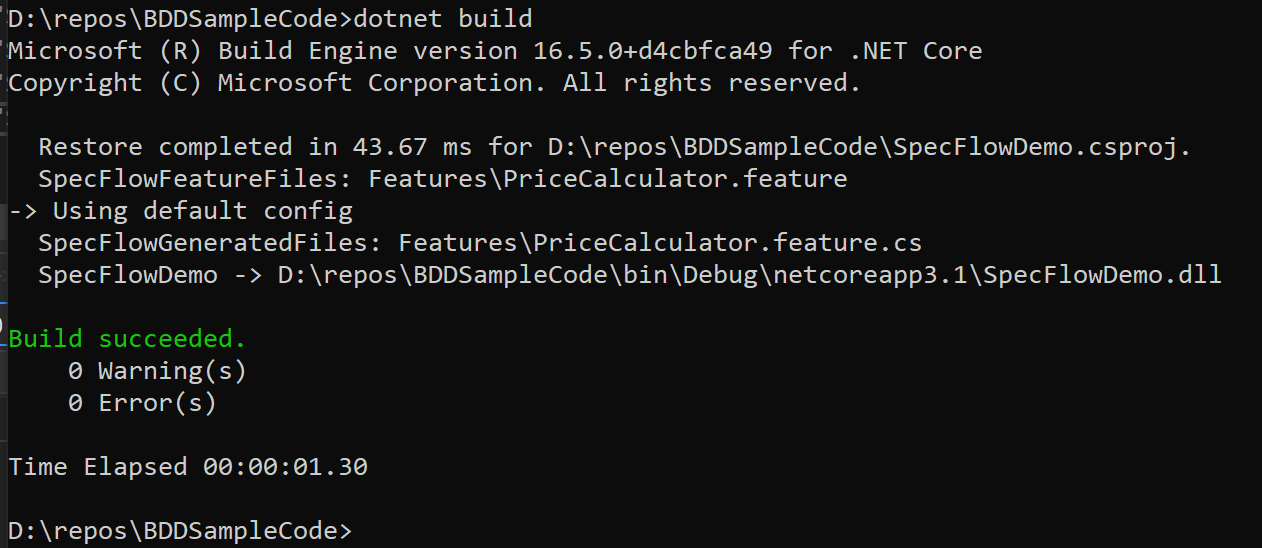 D:\repos\BDDSampleCode>dotnet build
Microsoft (R) Build Engine version 16.5.0+d4cbfca49 for .NET Core
Copyright (C) Microsoft Corporation. All rights reserved.
Restore completed in 43.67 ms for D:\repos\BDDSampleCode\SpecFlowDemo.csproj.
SpecFlowFeatureFiles: Features\PriceCalculator.feature
-> Using default config
SpecFlowGeneratedFiles: Features\PriceCalculator.feature.cs
SpecFlowDemo -> D:\repos\BDDSampleCode\bin\Debug\netcoreapp3.1\SpecFlowDemo.dll
Build succeeded.
0 Warning(s)
0 Error(s)
Time Elapsed 00:00:01.30
D:\repos\BDDSampleCode>